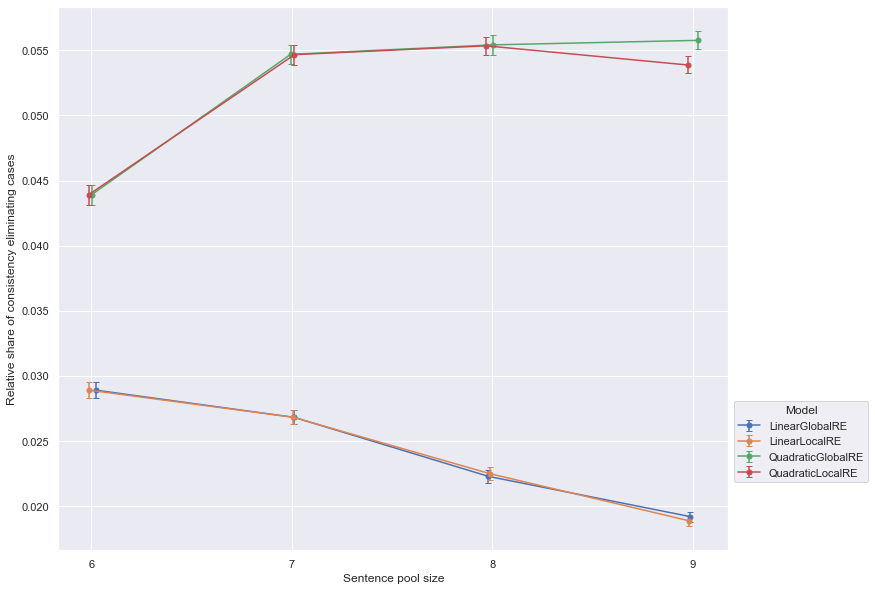 Relative share of consistency eliminating cases
0.055
0.050
0.045
0.040
0.035
0.030
0.025
0.020
6
7
8
9
Sentence pool size
Model
LinearGlobalRE
LinearLocalRE
QuadraticGlobalRE
QuadraticLocalRE